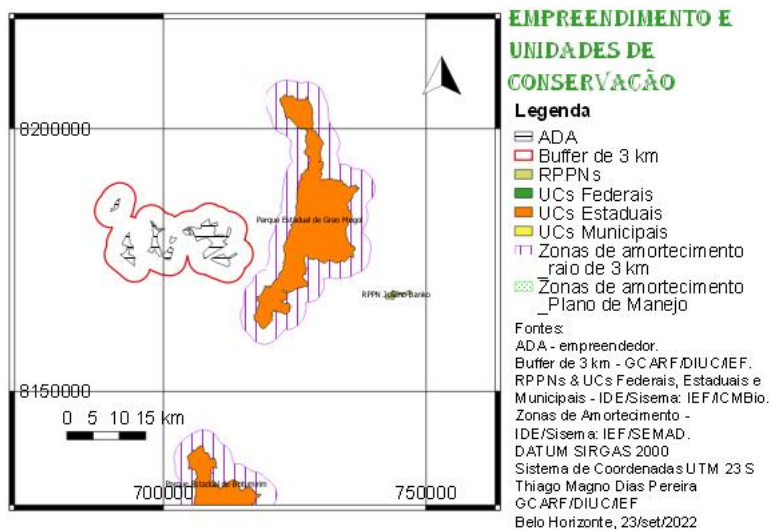 EMPREENDIMENTO E
UNIDADES DE
CONSERVAÇÃO
Legenda
ADA
Buffer de 3 km
RPPNs
UCs Federais
UCs Estaduais
UCs Municipais
Zonas de amortecimento
_raio de 3 km
Zonas de amortecimento
_Plano de Manejo
Fontes:
ADA - empreendedor.
Buffer de 3 km - GCARF/DIUC/IEF.
RPPNs & UCs Federais, Estaduais e
Municipais - IDE/Sisema: IEF/ICMBio.
Zonas de Amortecimento -
IDE/Sisema: IEF/SEMAD.
DATUM SIRGAS 2000
Sistema de Coordenadas UTM 23 S
Thiago Magno Dias Pereira
GCARF/DIUC/IEF
Belo Horizonte, 23/set/2022
8200000
Parque Estadual de Grao Mogol
RPPN Banko
8150000
0 5 10 15 km
Parque Estadual de
700000
750000